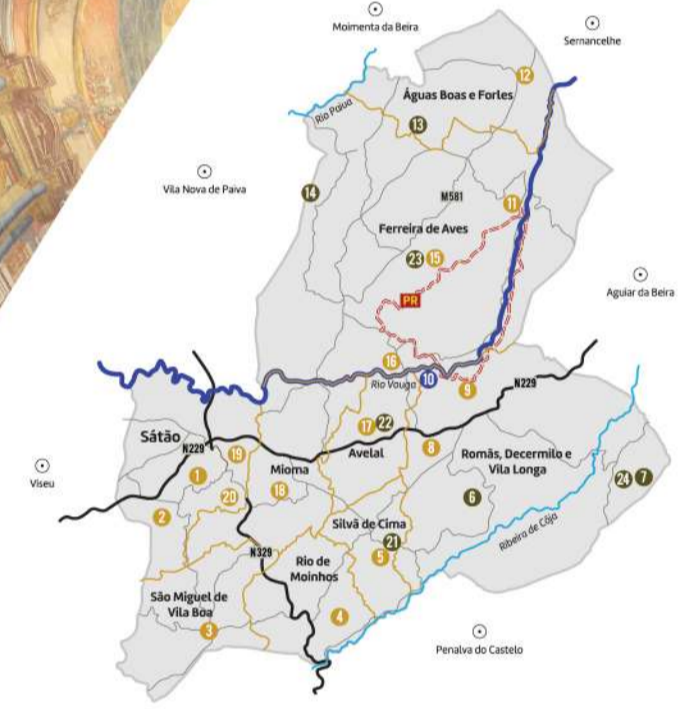 Moimenta da Beira
Sernancelhe
12
Águas Boas e Forles
Rio Paiva
13
Vila Nova de Paiva
14
M581
11
Ferreira de Aves
23
15
Aguiar da Beira
PR
16
Rio Vouga
10
9
N229
17
22
Sátão
N229
19
Avelal
8
Romãs, Decermilo e
Vila Longa
Viseu
1
Mioma
18
20
6
24
7
2
Silvã de Cima
21
Ribeira de Côja
N329
5
Rio de
Moinhos
São Miguel de
Vila Boa
4
3
Penalva do Castelo